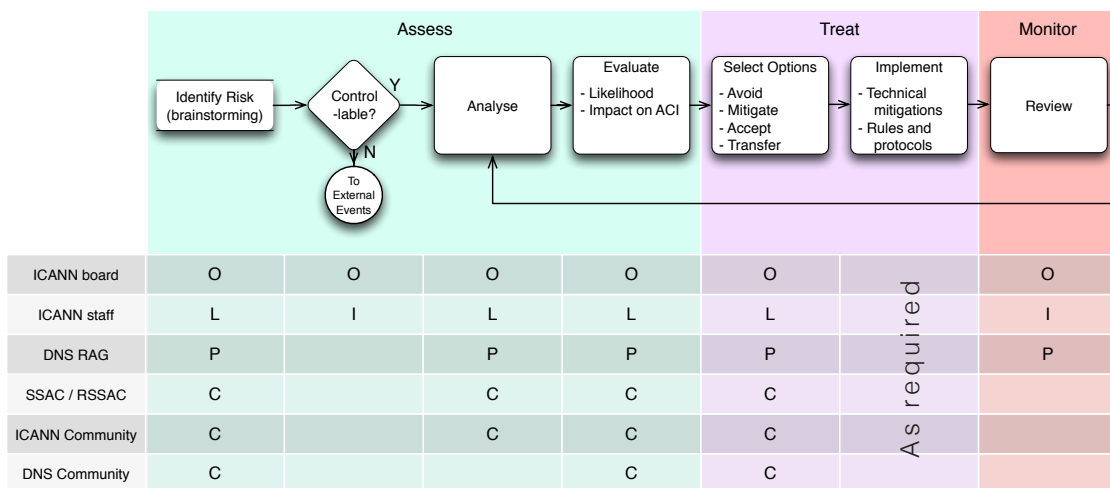 Assess
Treat
Monitor
Identify Risk
(brainstorming)
Control
-lable?
Y
N
To
External
Events
Analyse
Evaluate
- Likelihood
- Impact on ACI
Select Options
- Avoid
- Mitigate
- Accept
- Transfer
Implement
- Technical
mitigations
- Rules and
protocols
Review
ICANN board O O O O O O
ICANN staff L I L L L I
DNS RAG P P P P P
SSAC / RSSAC C C C C
ICANN Community C C C C
DNS Community C C C
As required